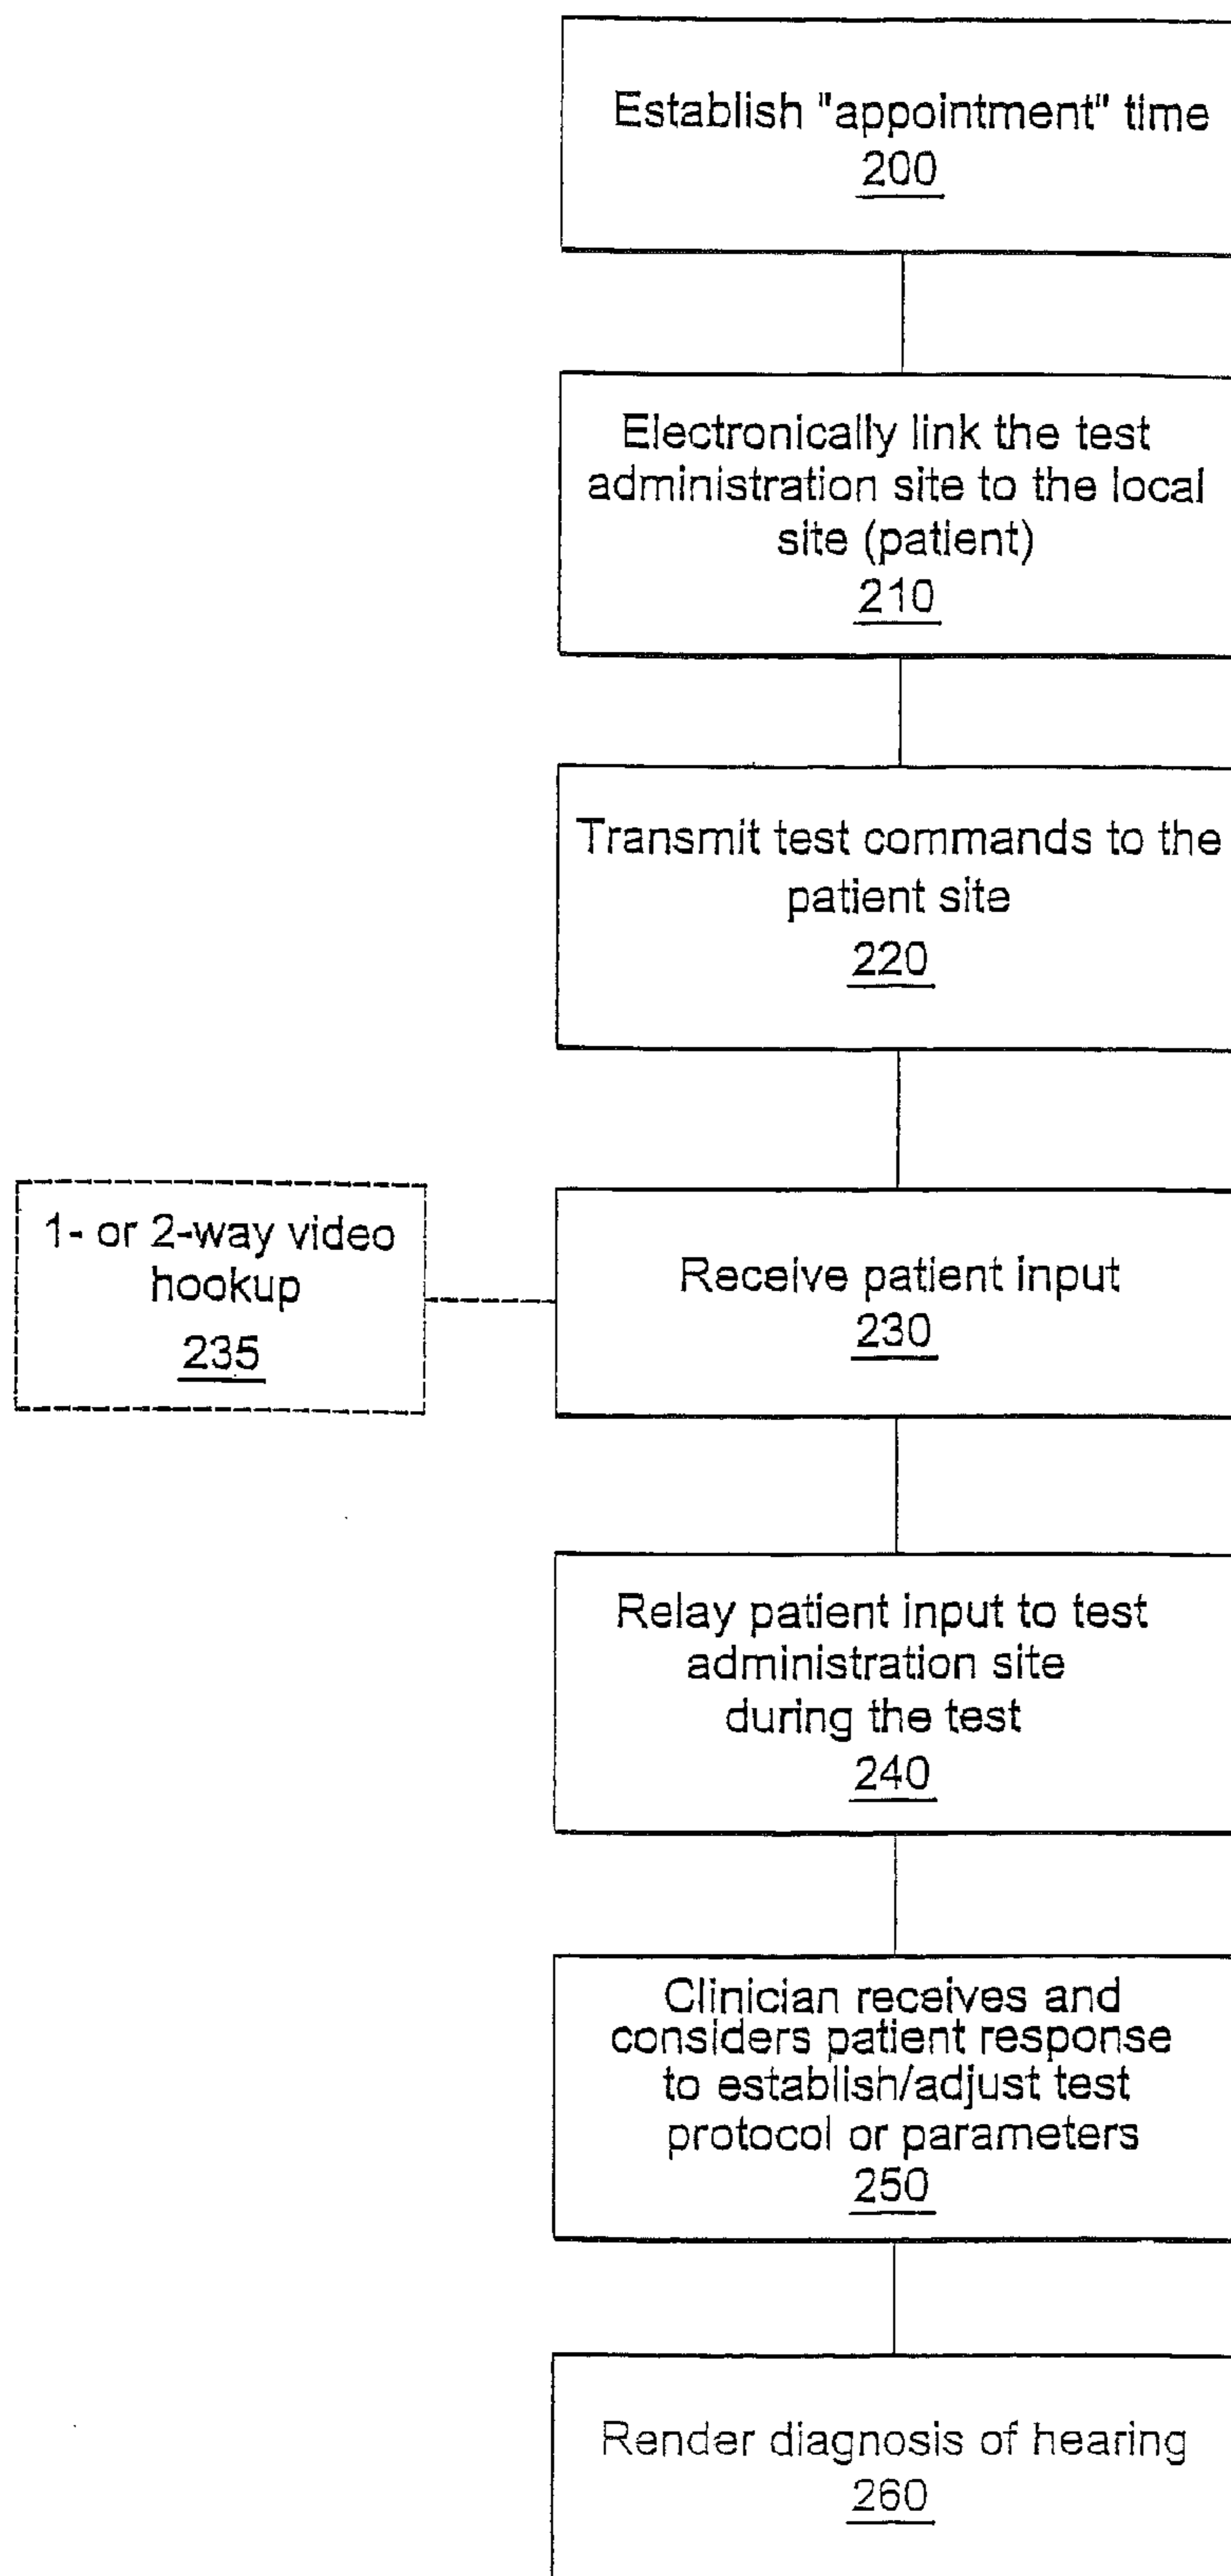 Establish "appointment" time
200
Electronically link the test
administration site to the local
site (patient)
210
Transmit test commands to the
patient site
220
1- or 2-way video
hookup
235
Receive patient input
230
Relay patient input to test
administration site
during the test
240
Clinician receives and
considers patient response
to establish/adjust test
protocol or parameters
250
Render diagnosis of hearing
260